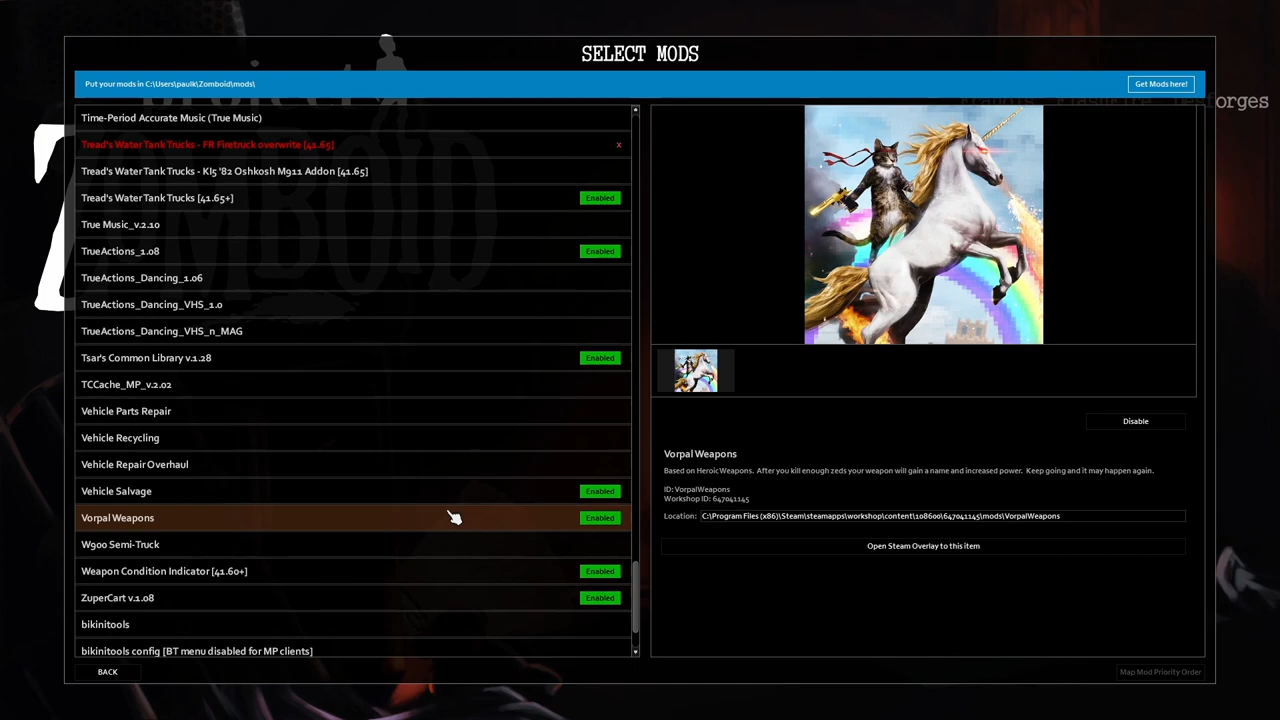 SELECT MODS
Put your mods in C:\Users\paulk\Zomboid\mods\
Get Mods here!
Time-Period Accurate Music (True Music)
Tread's Water Tank Trucks - FR Firetruck overwrite [41.65]
x
Tread's Water Tank Trucks - KI5 '82 Oshkosh M911 Addon [41.65]
Tread's Water Tank Trucks [41.65+]
Enabled
True Music_v.2.10
TrueActions_1.08
Enabled
TrueActions_Dancing_1.06
TrueActions_Dancing_VHS_1.0
TrueActions_Dancing_VHS_n_MAG
Tsar's Common Library v.1.28
Enabled
TCCache_MP_v.2.02
Vehicle Parts Repair
Vehicle Recycling
Vehicle Repair Overhaul
Vehicle Salvage
Enabled
Vorpal Weapons
Enabled
W900 Semi-Truck
Weapon Condition Indicator [41.60+]
Enabled
ZuperCart v.1.08
Enabled
bikinitools
bikinitools config [BT menu disabled for MP clients]
BACK
Disable
Vorpal Weapons
Based on HeroicWeapons. After you kill enough zeds your weapon will gain a name and increased power. Keep going and it may happen again.
ID: VorpalWeapons
Workshop ID: 647041145
Location: C:\Program Files (x86)\Steam\steamapps\workshop\content\108600\647041145\mods\VorpalWeapons
Open Steam Overlay to this item
Map Mod Priority Order
ZOMBOID